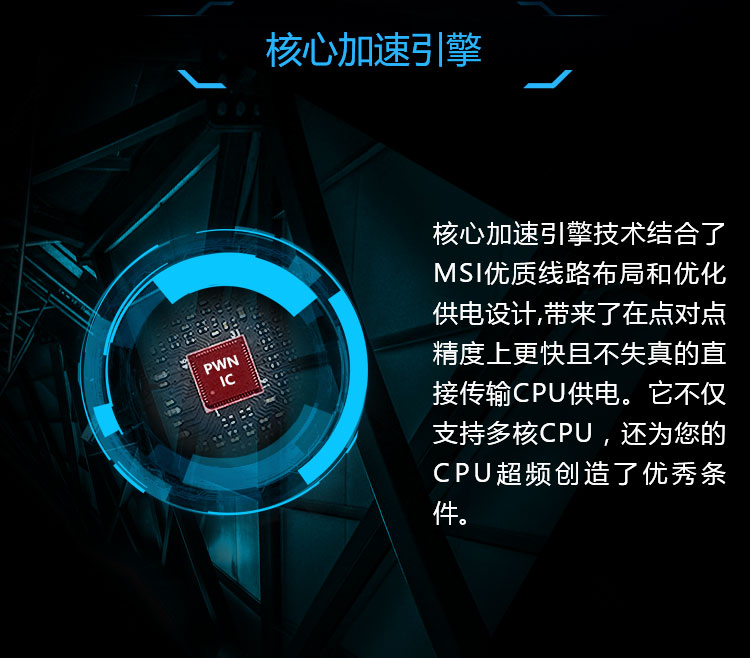 核心加速引擎
核心加速引擎技术结合了
MSI优质线路布局和优化
供电设计,带来了在点对点
精度上更快且不失真的直
接传输CPU供电。它不仅
支持多核CPU，还为您的
CPU超频创造了优秀条
件。
PWN
IC